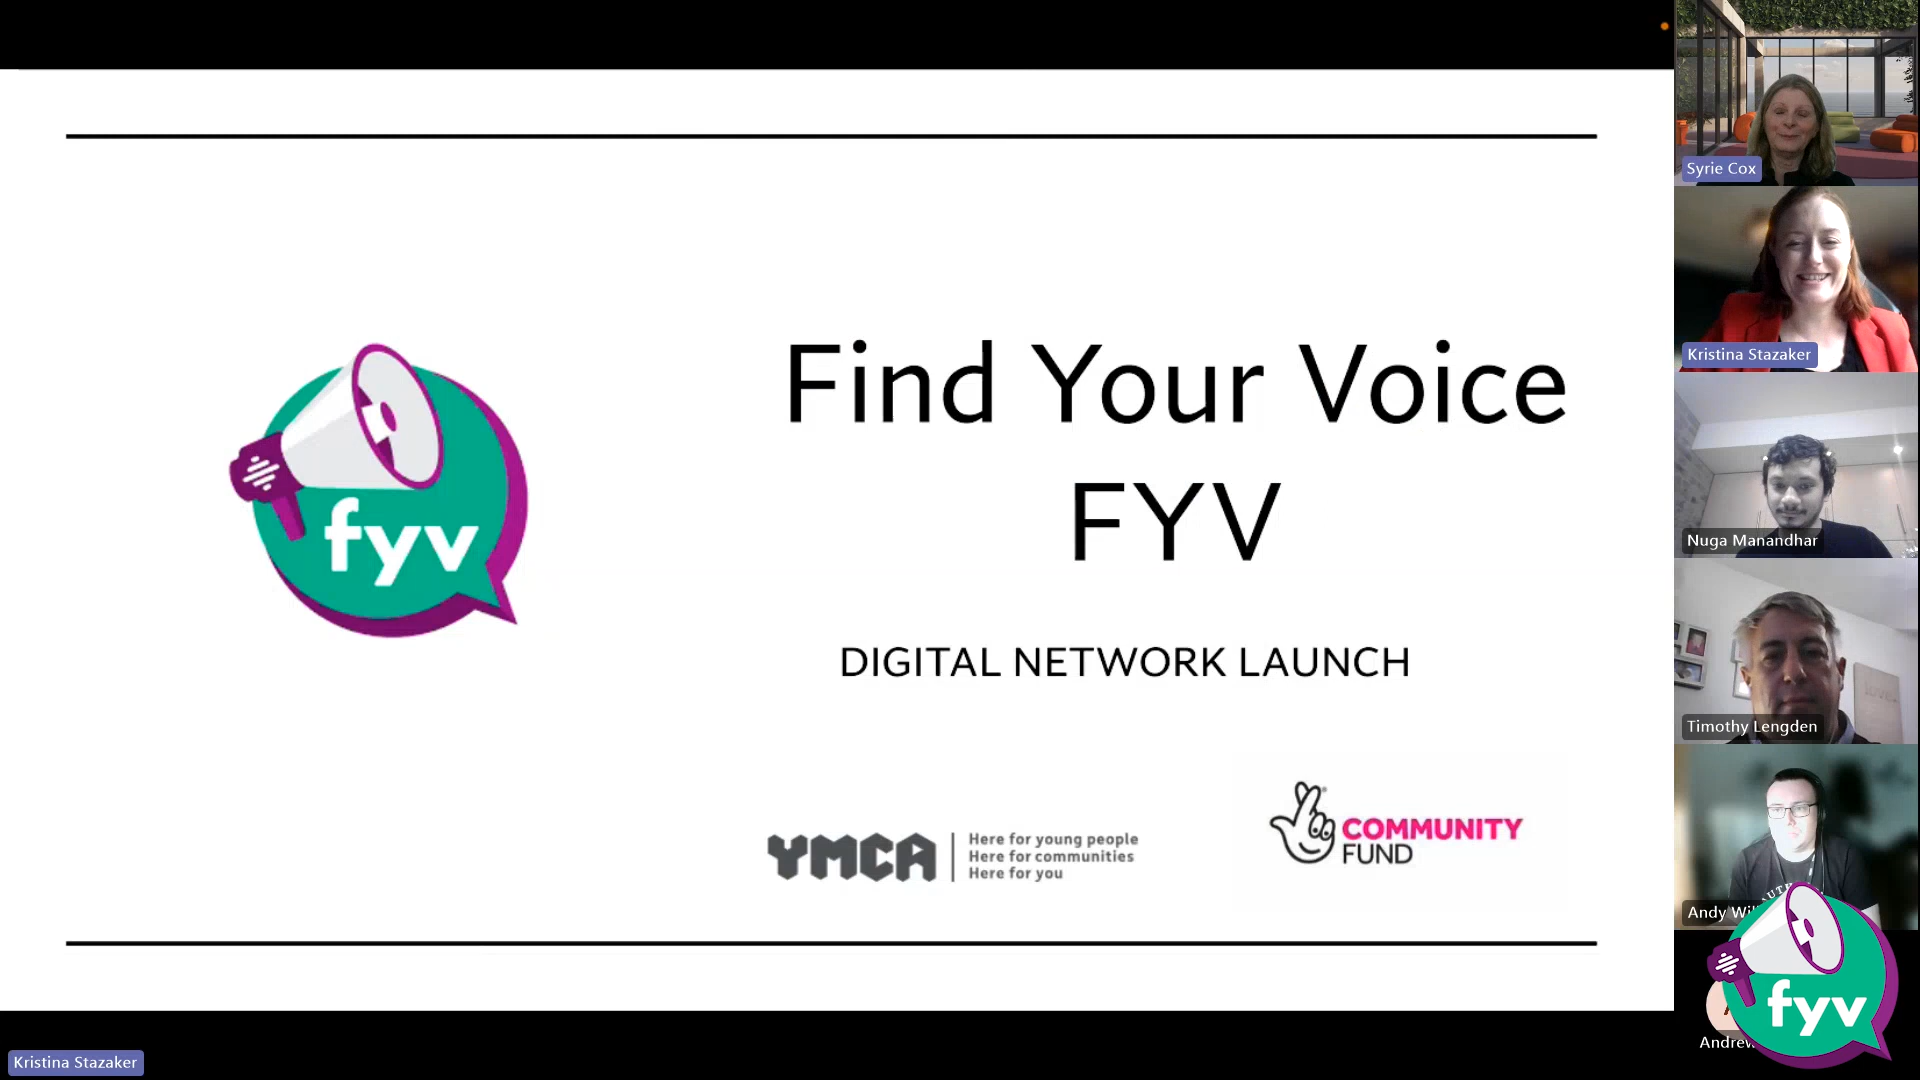 Find Your Voice
FYV
fyv
DIGITAL NETWORK LAUNCH
YMCA
Here for young people
Here for communities
Here for you
COMMUNITY
FUND
Kristina Stazaker
Syrie Cox
Kristina Stazaker
Nuga Manandhar
Timothy Lengden
Andy
fyv